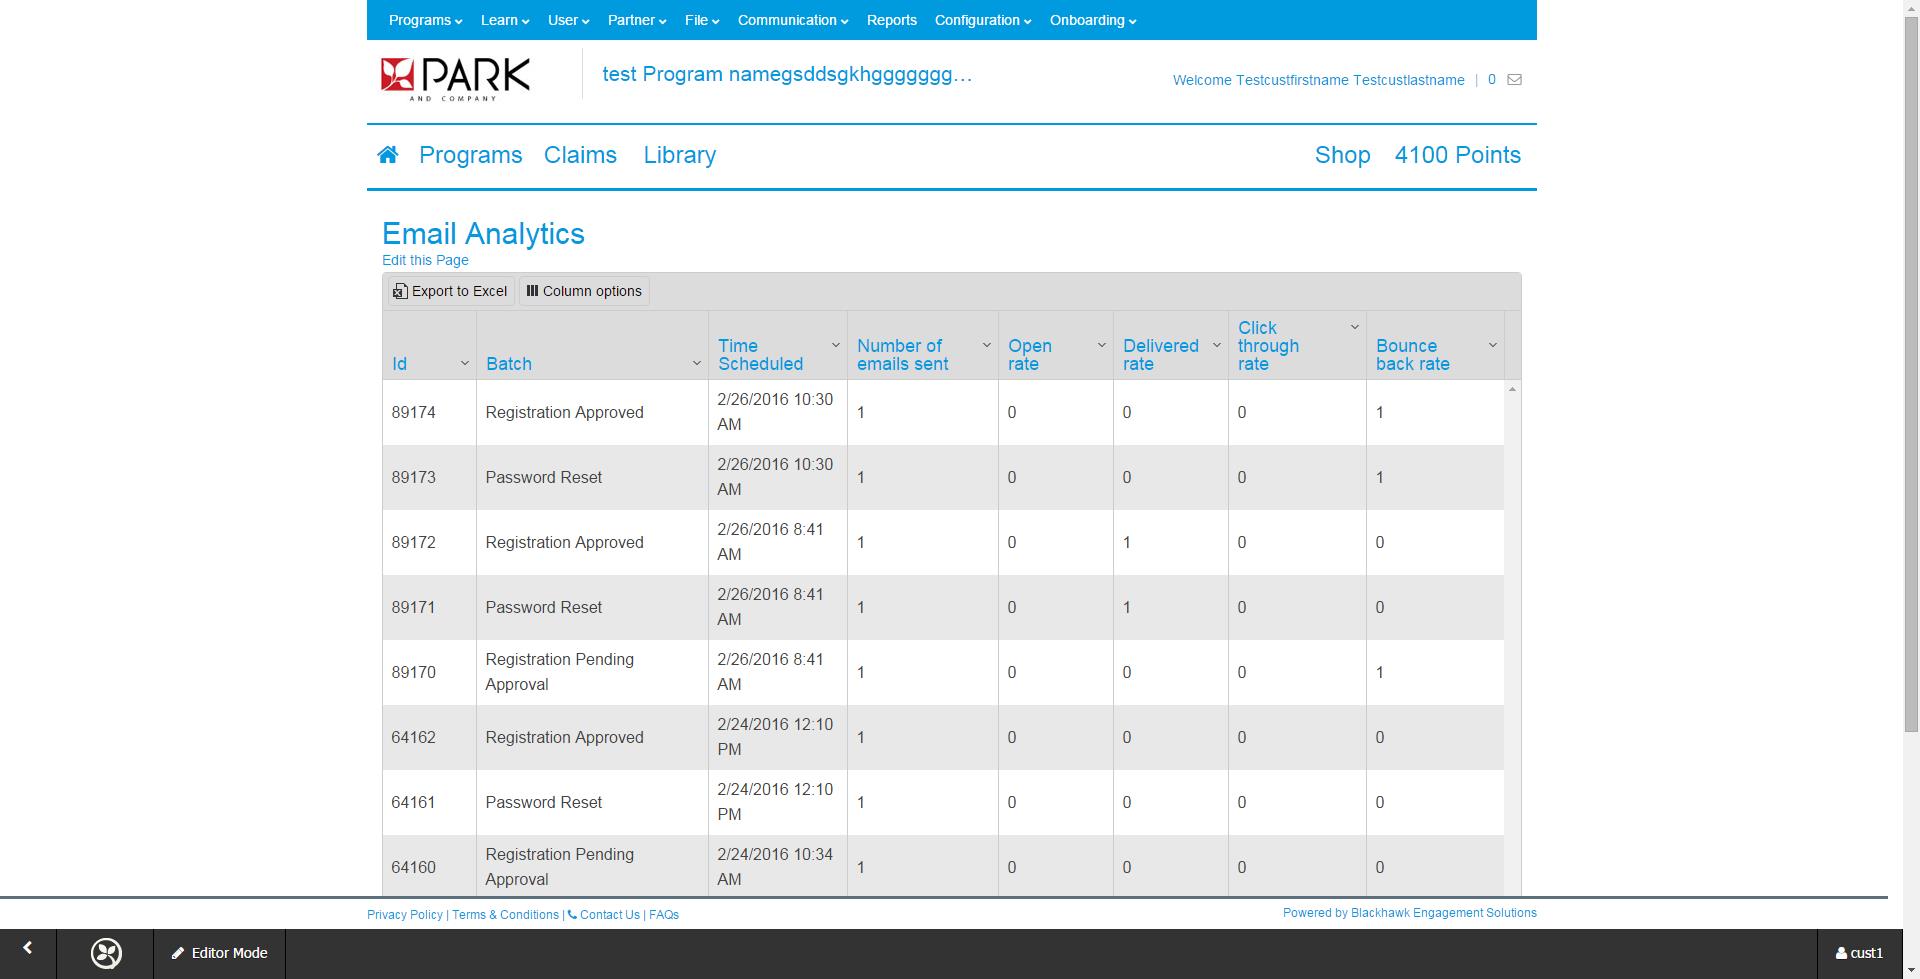 Programs Learn User Partner File Communication Reports Configuration Onboarding
PARK
AND COMPANY
test Program namegsddsgkhggggggg...
Welcome Testcustfirstname Testcustlastname | 0
Programs Claims Library Shop 4100 Points
Email Analytics
Edit this Page
Export to Excel Column options
Id Batch Time Scheduled Number of emails sent Open rate Delivered rate Click through rate Bounce back rate
89174 Registration Approved 2/26/2016 10:30 AM 1 0 0 0 1
89173 Password Reset 2/26/2016 10:30 AM 1 0 0 0 1
89172 Registration Approved 2/26/2016 8:41 AM 1 0 1 0 0
89171 Password Reset 2/26/2016 8:41 AM 1 0 1 0 0
89170 Registration Pending Approval 2/26/2016 8:41 AM 1 0 0 0 1
64162 Registration Approved 2/24/2016 12:10 PM 1 0 0 0 0
64161 Password Reset 2/24/2016 12:10 PM 1 0 0 0 0
64160 Registration Pending Approval 2/24/2016 10:34 AM 1 0 0 0 0
Privacy Policy | Terms & Conditions | Contact Us | FAQs
Powered by Blackhawk Engagement Solutions
Editor Mode cust1